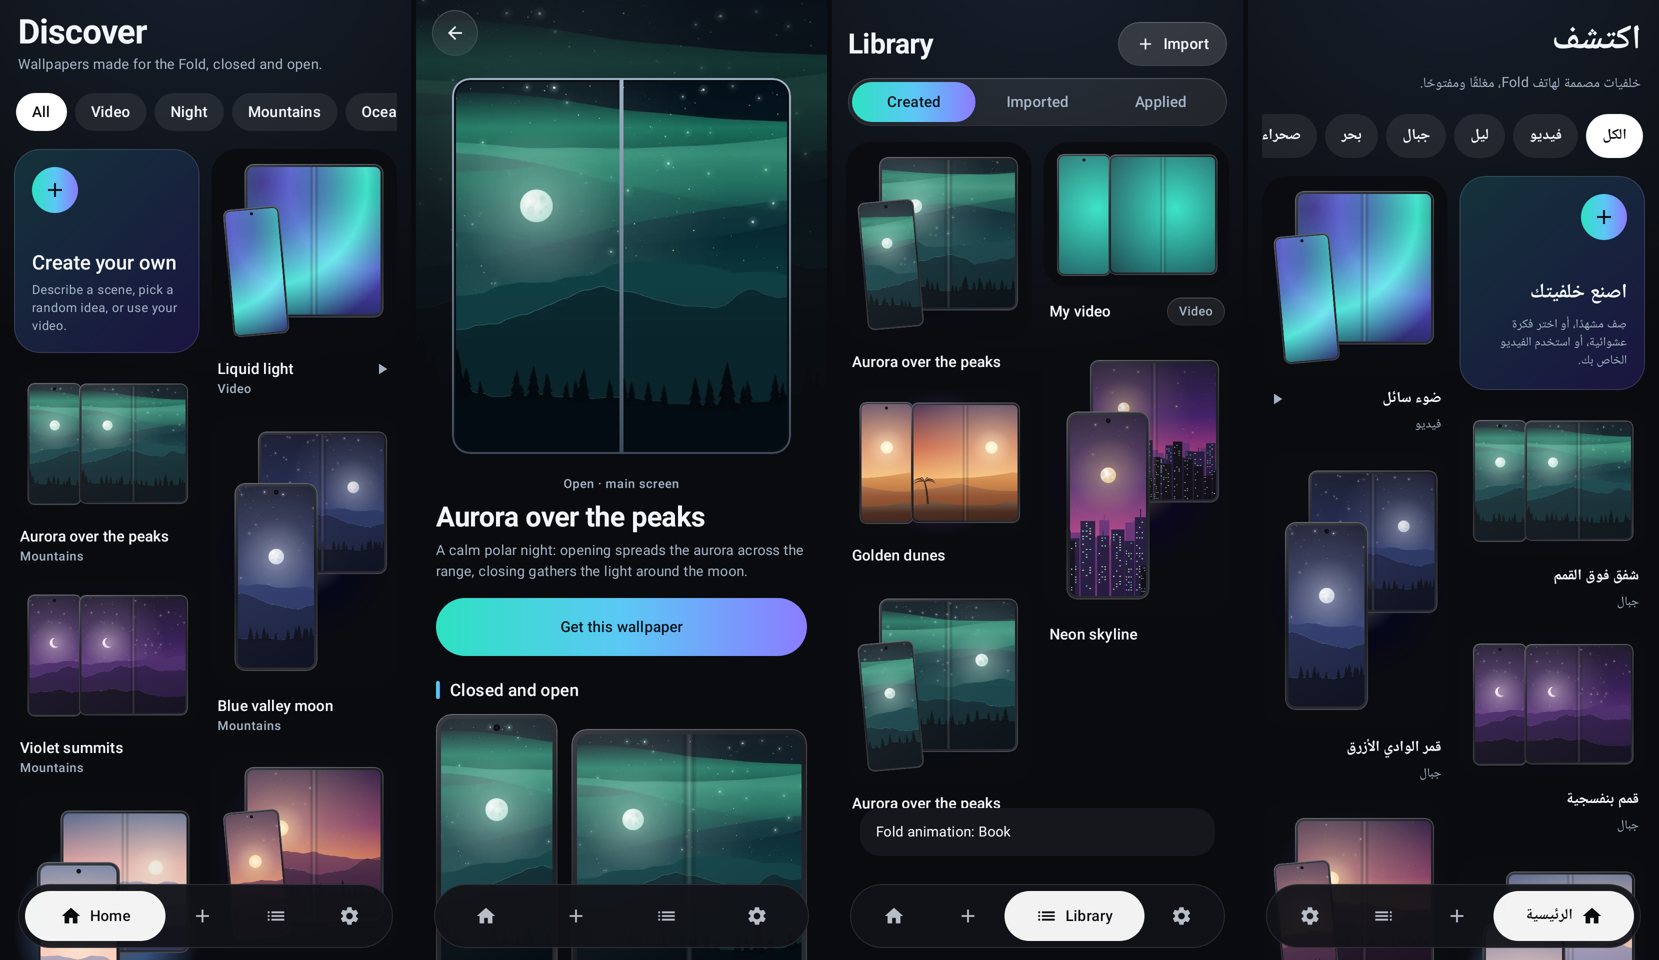 Discover
Wallpapers made for the Fold, closed and open.
All
Video
Night
Mountains
Ocea
Create your own
Describe a scene, pick a
random idea, or use your
video.
Liquid light
Video
Aurora over the peaks
Mountains
Blue valley moon
Mountains
Violet summits
Mountains
Home
Open · main screen
Aurora over the peaks
A calm polar night: opening spreads the aurora across the
range, closing gathers the light around the moon.
Get this wallpaper
Closed and open
Library
Import
Created
Imported
Applied
My video
Video
Aurora over the peaks
Golden dunes
Neon skyline
Aurora over the peaks
Fold animation: Book
Library
اكتشف
خلفيات مصممة لهاتف Fold، مغلقًا ومفتوحًا.
الكل
فيديو
ليل
جبال
بحر
صحراء
اصنع خلفيتك
صِف مشهدًا، أو اختر فكرة
عشوائية، أو استخدم الفيديو
الخاص بك.
ضوء سائل
فيديو
شفق فوق القمم
جبال
قمر الوادي الأزرق
جبال
قمم بنفسجية
جبال
الرئيسية